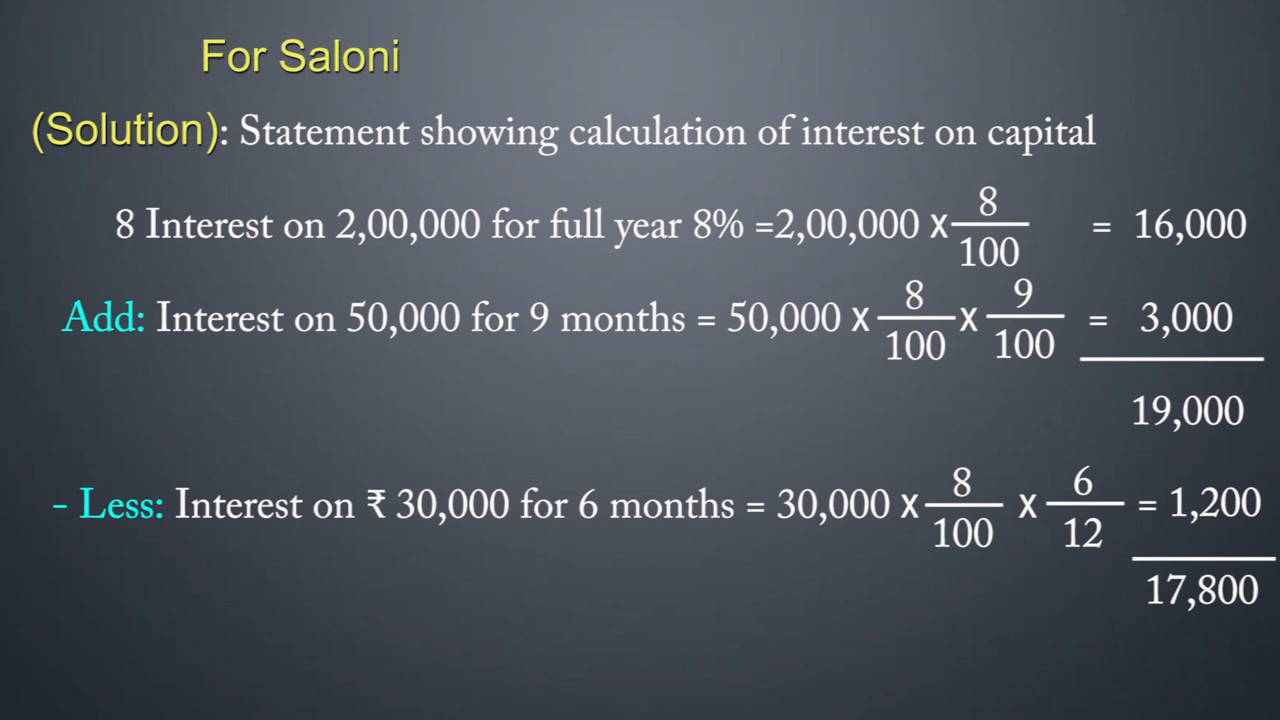 For Saloni
(Solution): Statement showing calculation of interest on capital
8 Interest on 2,00,000 for full year 8% =2,00,000 x 8/100 = 16,000
Add: Interest on 50,000 for 9 months = 50,000 x 8/100 x 9/100 = 3,000
19,000
- Less: Interest on ₹ 30,000 for 6 months = 30,000 x 8/100 x 6/12 = 1,200
17,800